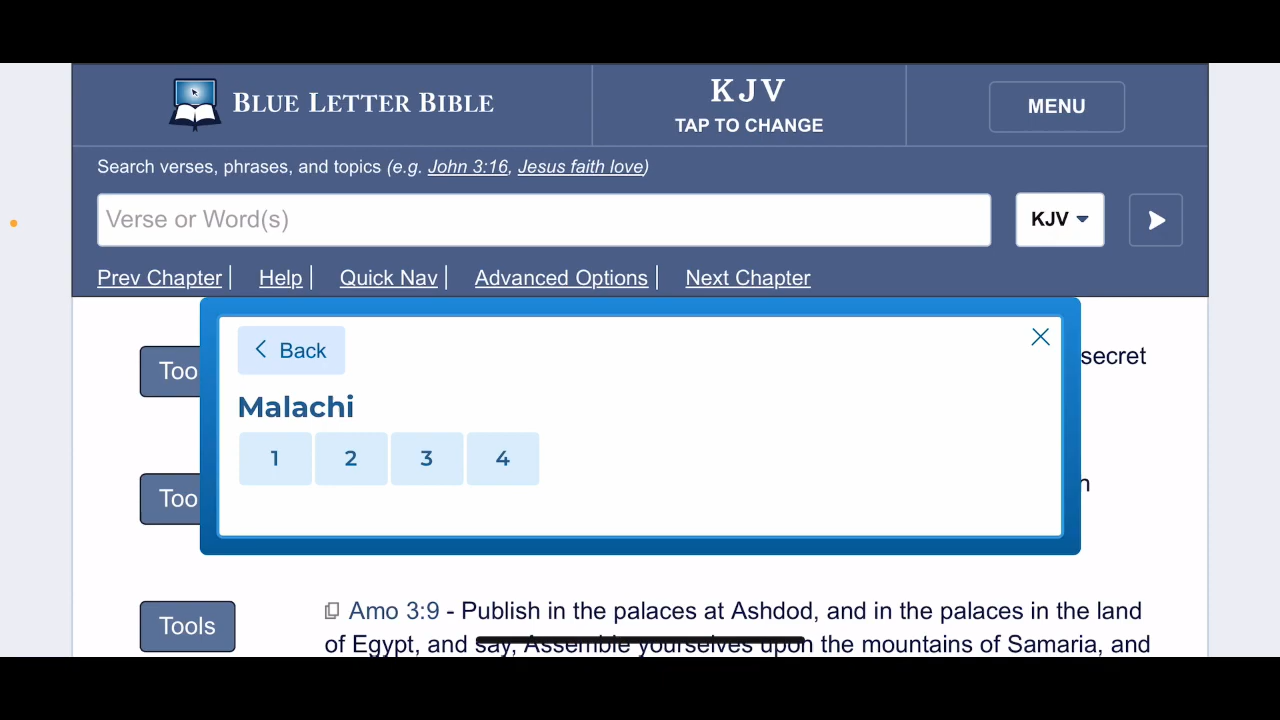 BLUE LETTER BIBLE
KJV
TAP TO CHANGE
MENU
Search verses, phrases, and topics (e.g. John 3:16, Jesus faith love)
Verse or Word(s)
KJV
Prev Chapter | Help | Quick Nav | Advanced Options | Next Chapter
Back
Malachi
1 2 3 4
Too
secret
Too
Tools
Amo 3:9 - Publish in the palaces at Ashdod, and in the palaces in the land
of Egypt, and say, Assemble yourselves upon the mountains of Samaria, and